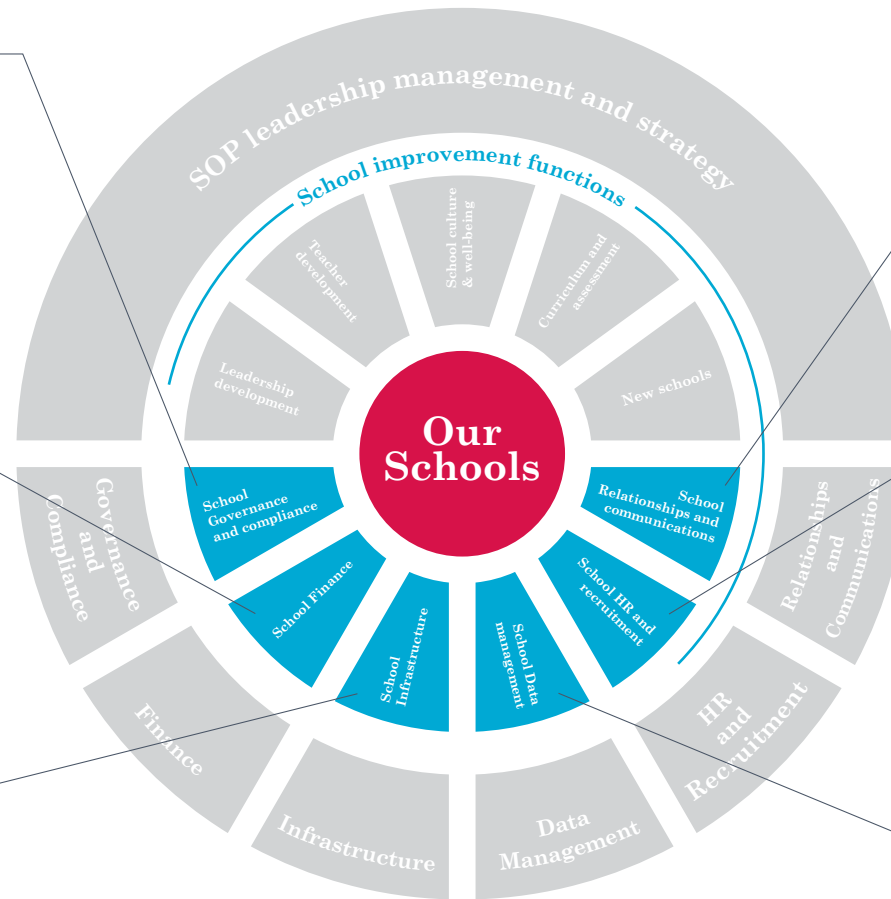 SOP leadership management and strategy
School improvement functions
Leadership
development
Teacher
development
School culture
& well-being
Curriculum and
assessment
New schools
Our
Schools
School
Governance
and compliance
School Finance
School
Infrastructure
School Data
management
School HR and
recruitment
School
Relationships and
communications
Governance
and
Compliance
Finance
Infrastructure
Data
Management
HR
and
Recruitment
Relationships
and
Communications